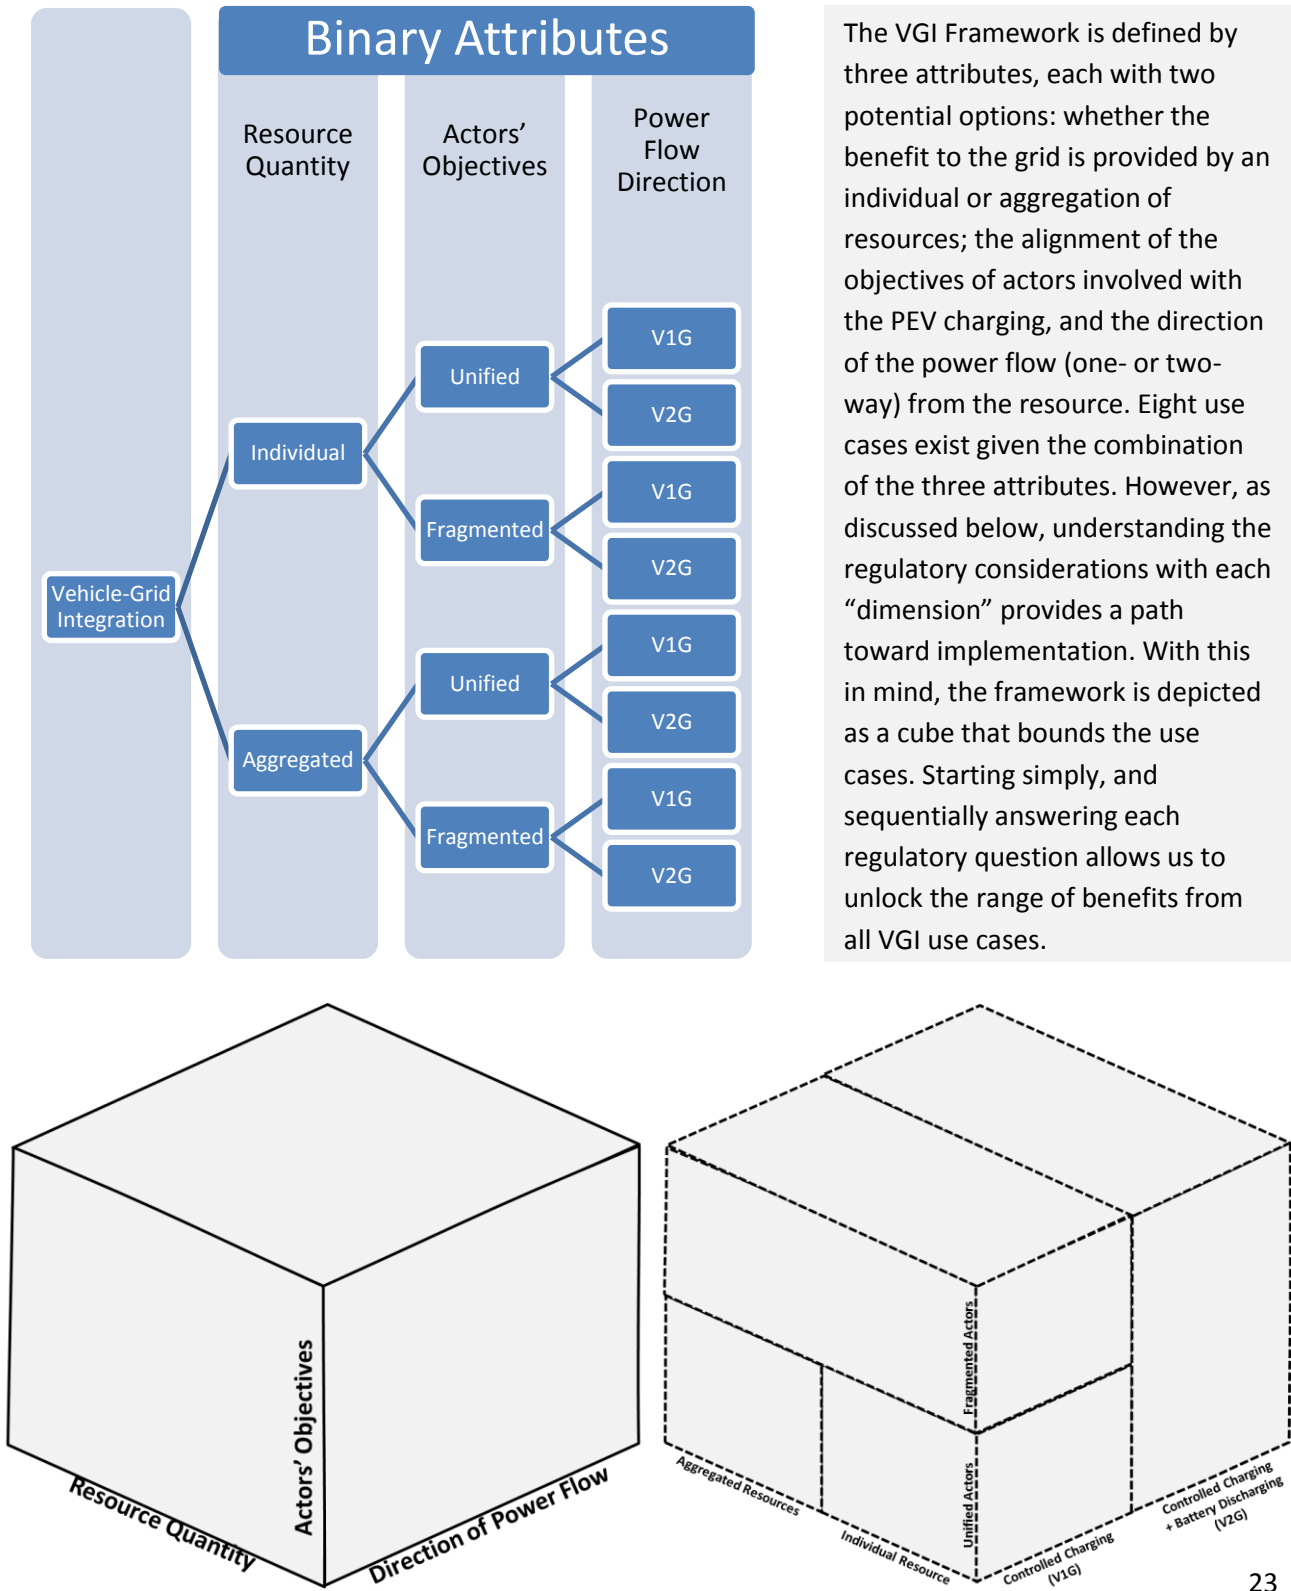 Binary Attributes
Resource
Quantity
Actors’
Objectives
Power
Flow
Direction
Vehicle-Grid
Integration
Individual
Aggregated
Unified
Fragmented
Unified
Fragmented
V1G
V2G
V1G
V2G
V1G
V2G
V1G
V2G
The VGI Framework is defined by
three attributes, each with two
potential options: whether the
benefit to the grid is provided by an
individual or aggregation of
resources; the alignment of the
objectives of actors involved with
the PEV charging, and the direction
of the power flow (one- or two-
way) from the resource. Eight use
cases exist given the combination
of the three attributes. However, as
discussed below, understanding the
regulatory considerations with each
“dimension” provides a path
toward implementation. With this
in mind, the framework is depicted
as a cube that bounds the use
cases. Starting simply, and
sequentially answering each
regulatory question allows us to
unlock the range of benefits from
all VGI use cases.
Resource Quantity
Actors’ Objectives
Direction of Power Flow
Aggregated Resources
Individual Resource
Unified Actors
Fragmented Actors
Controlled Charging
(V1G)
Controlled Charging
+ Battery Discharging
(V2G)
23